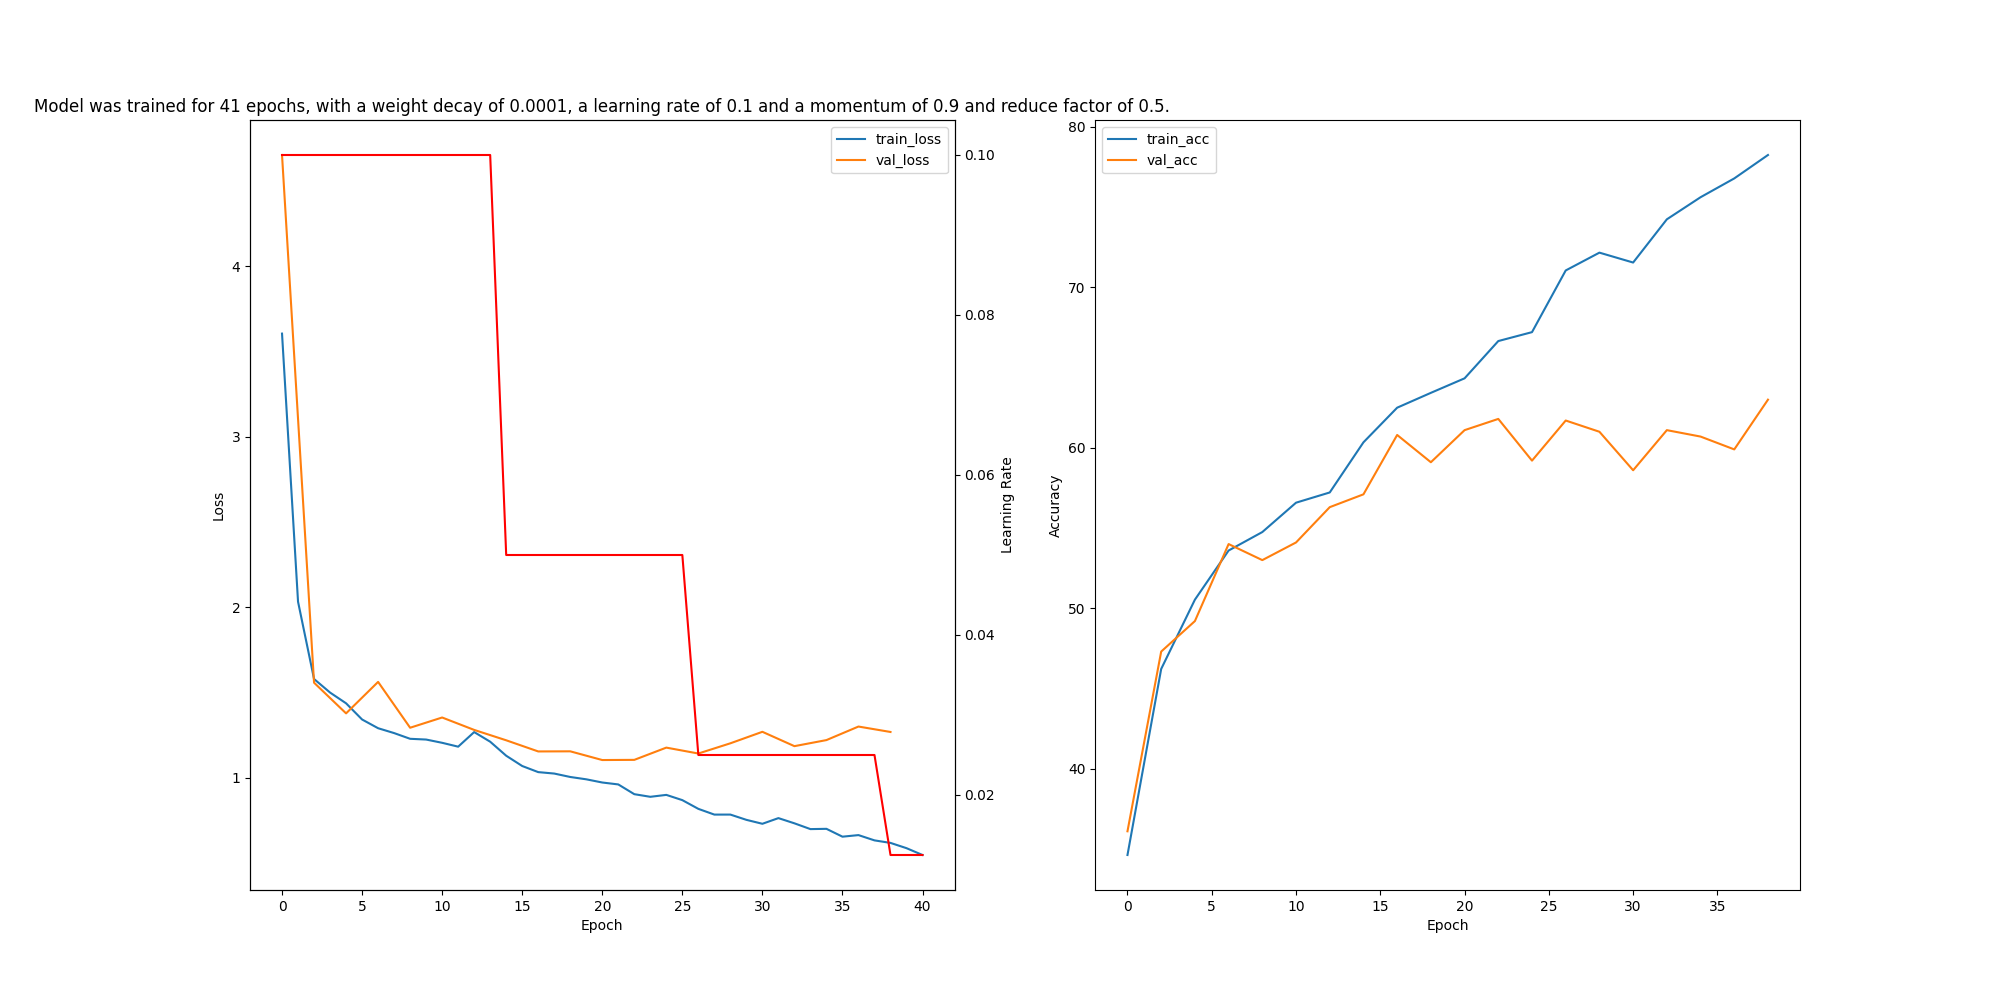 Model was trained for 41 epochs, with a weight decay of 0.0001, a learning rate of 0.1 and a momentum of 0.9 and reduce factor of 0.5.
train_loss
val_loss
4
3
2
1
Loss
0.10
0.08
0.06
0.04
0.02
Learning Rate
0 5 10 15 20 25 30 35 40
Epoch
train_acc
val_acc
80
70
60
50
40
Accuracy
0 5 10 15 20 25 30 35
Epoch